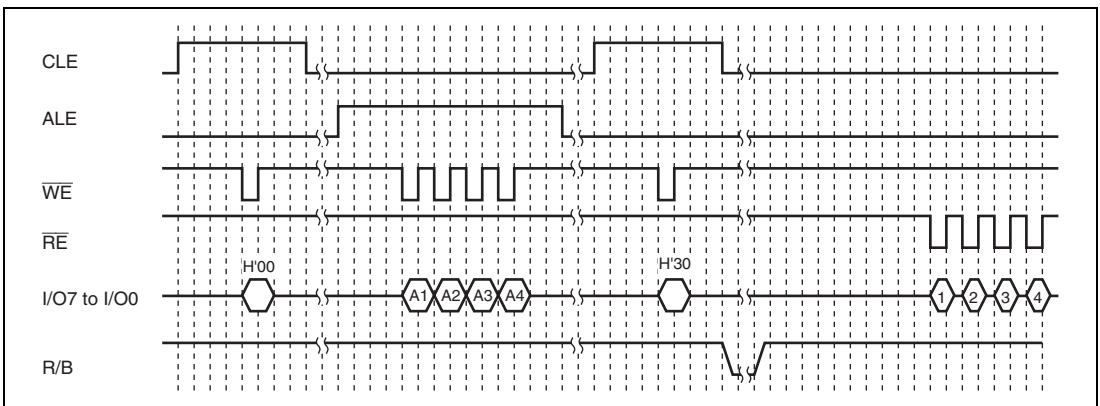 CLE
ALE
WE
RE
H'00
H'30
I/O7 to I/O0
A1 A2 A3 A4
1 2 3 4
R/B